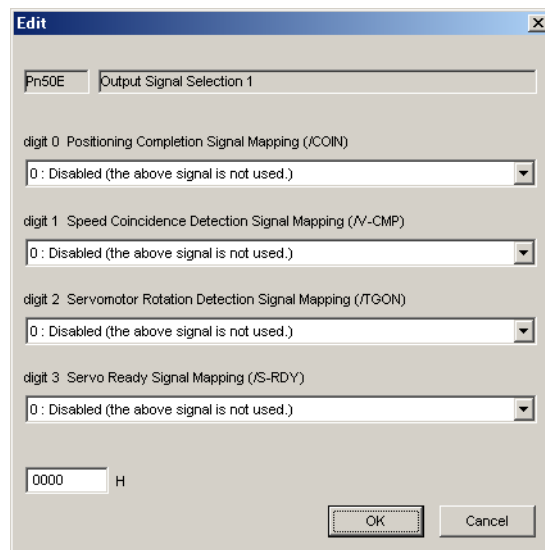 Edit
Pn50E Output Signal Selection 1
digit 0 Positioning Completion Signal Mapping (/COIN)
0 : Disabled (the above signal is not used.)
digit 1 Speed Coincidence Detection Signal Mapping (/V-CMP)
0 : Disabled (the above signal is not used.)
digit 2 Servomotor Rotation Detection Signal Mapping (/TGON)
0 : Disabled (the above signal is not used.)
digit 3 Servo Ready Signal Mapping (/S-RDY)
0 : Disabled (the above signal is not used.)
0000 H
OK Cancel